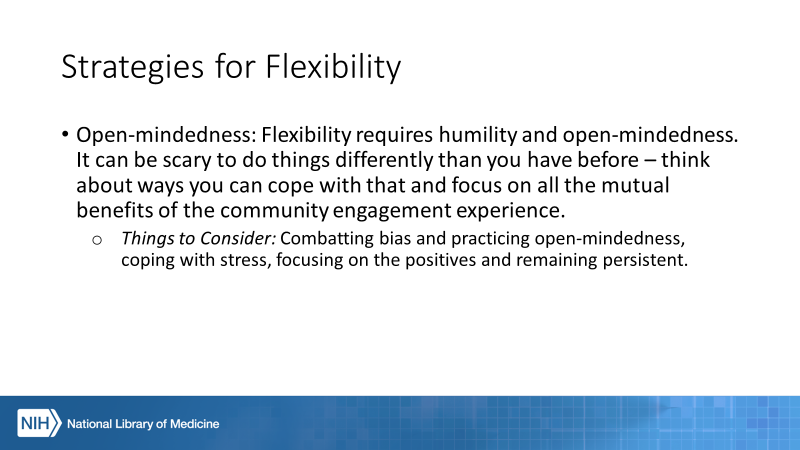 Strategies for Flexibility
• Open-mindedness: Flexibility requires humility and open-mindedness.
It can be scary to do things differently than you have before – think
about ways you can cope with that and focus on all the mutual
benefits of the community engagement experience.
o Things to Consider: Combatting bias and practicing open-mindedness,
coping with stress, focusing on the positives and remaining persistent.
NIH National Library of Medicine